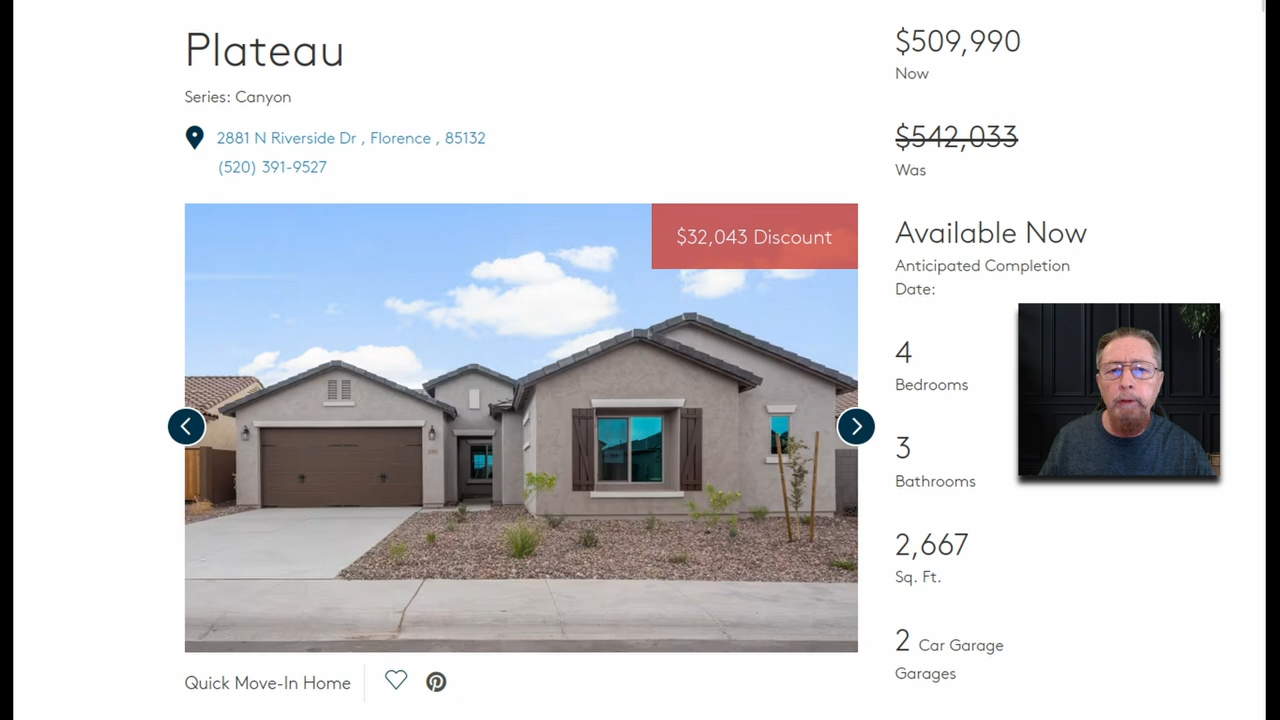 Plateau
Series: Canyon
2881 N Riverside Dr , Florence , 85132
(520) 391-9527
$32,043 Discount
Quick Move-In Home
$509,990
Now
$542,033
Was
Available Now
Anticipated Completion
Date:
4
Bedrooms
3
Bathrooms
2,667
Sq. Ft.
2 Car Garage
Garages